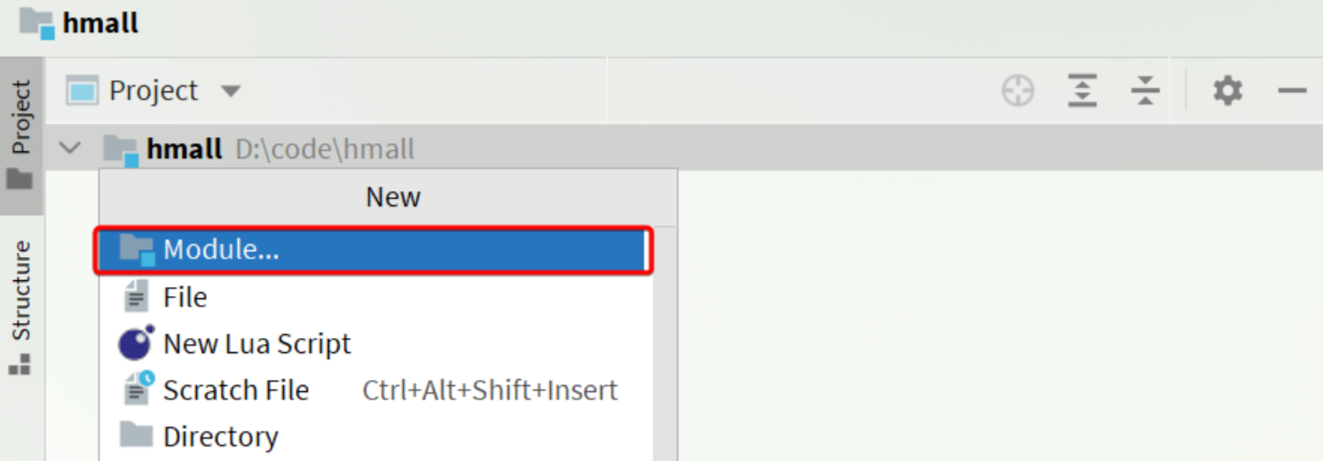 hmall
Project
Project
hmall D:\code\hmall
New
Module...
File
New Lua Script
Scratch File Ctrl+Alt+Shift+Insert
Directory
Structure